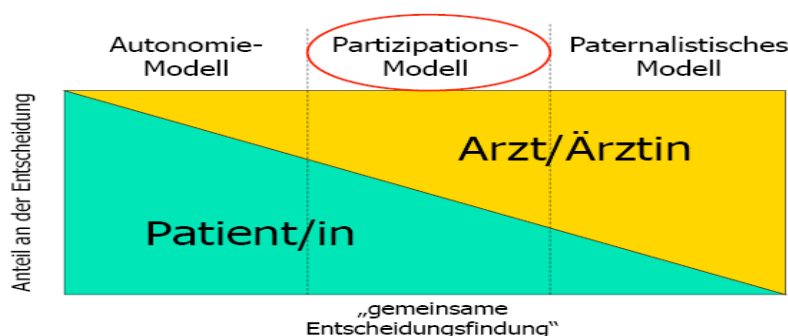 Autonomie-
Modell
Partizipations-
Modell
Paternalistisches
Modell
Anteil an der Entscheidung
Arzt/Ärztin
Patient/in
„gemeinsame
Entscheidungsfindung“